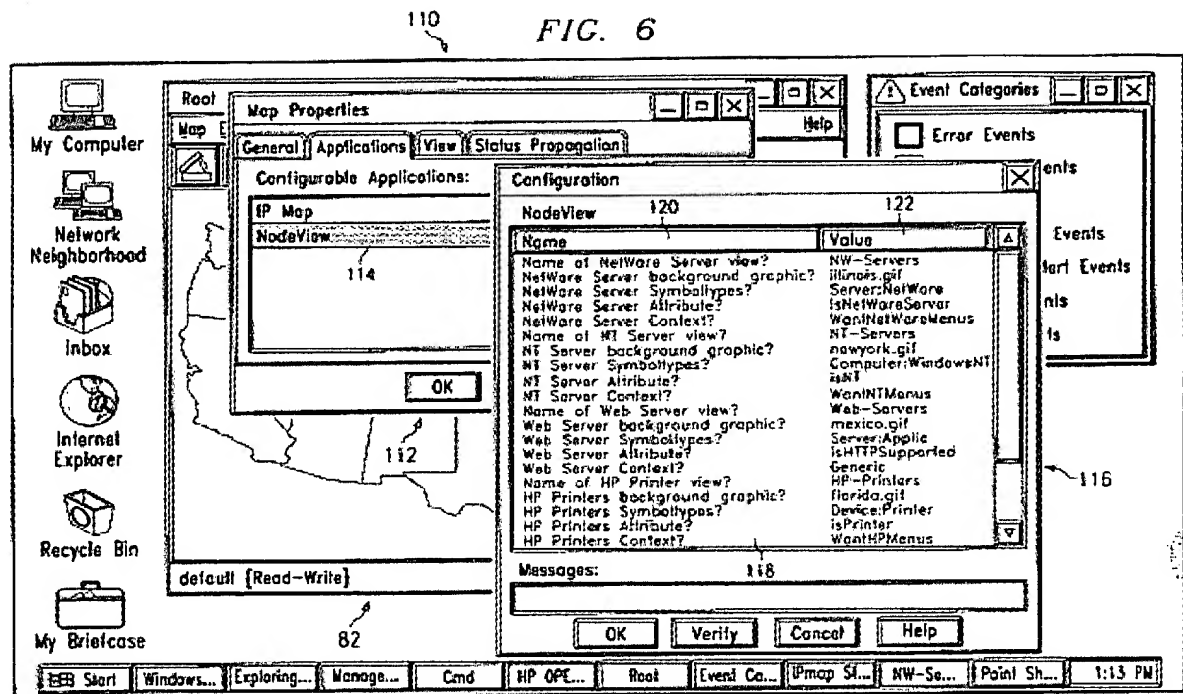 110
FIG. 6
My Computer
Network
Neighborhood
Inbox
Internet
Explorer
Recycle Bin
My Briefcase
Root
Map
Help
default [Read-Write]
82
Map Properties
General Applications View Status Propagation
Configurable Applications:
IP Map
NodeView
114
OK
112
Event Categories
Error Events
Events
Configuration
NodeView
120
122
Name Value
Name of NetWare Server view? NW-Servers
NetWare Server background graphic? illinois.gif
NetWare Server Symboltypes? Server:NetWare
NetWare Server Attribute? isNetWareServer
NetWare Server Context? WantNetWareMenus
Name of NT Server view? NT-Servers
NT Server background graphic? newyork.gif
NT Server Symboltypes? Computer:WindowsNT
NT Server Attribute? isNT
NT Server Context? WantNTMenus
Name of Web Server view? Web-Servers
Web Server background graphic? mexico.gif
Web Server Symboltypes? Server:Applic
Web Server Attribute? isHTTPSupported
Web Server Context? Generic
Name of HP Printer view? HP-Printers
HP Printers background graphic? florida.gif
HP Printers Symboltypes? Device:Printer
HP Printers Attribute? isPrinter
HP Printers Context? WantHPMenus
116
118
Messages:
OK Verify Cancel Help
Start Windows... Exploring... Manage... Cmd HP OPE... Root Event Ca... IPmap St... NW-Se... Paint Sh... 1:13 PM